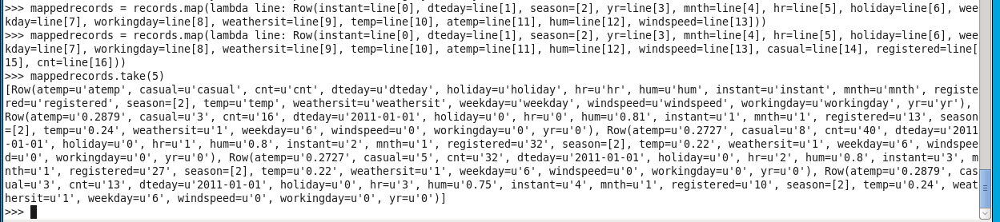 >>> mappedrecords = records.map(lambda line: Row(instant=line[0], dteday=line[1], season=[2], yr=line[3], mnth=line[4], hr=line[5], holiday=line[6], wee
kday=line[7], workingday=line[8], weathersit=line[9], temp=line[10], atemp=line[11], hum=line[12], windspeed=line[13]))
>>> mappedrecords = records.map(lambda line: Row(instant=line[0], dteday=line[1], season=[2], yr=line[3], mnth=line[4], hr=line[5], holiday=line[6], wee
kday=line[7], workingday=line[8], weathersit=line[9], temp=line[10], atemp=line[11], hum=line[12], windspeed=line[13], casual=line[14], registered=line[
15], cnt=line[16]))
>>> mappedrecords.take(5)
[Row(atemp=u'atemp', casual=u'casual', cnt=u'cnt', dteday=u'dteday', holiday=u'holiday', hr=u'hr', hum=u'hum', instant=u'instant', mnth=u'mnth', registe
red=u'registered', season=[2], temp=u'temp', weathersit=u'weathersit', weekday=u'weekday', windspeed=u'windspeed', workingday=u'workingday', yr=u'yr'),
Row(atemp=u'0.2879', casual=u'3', cnt=u'16', dteday=u'2011-01-01', holiday=u'0', hr=u'0', hum=u'0.81', instant=u'1', mnth=u'1', registered=u'13', season
=[2], temp=u'0.24', weathersit=u'1', weekday=u'6', windspeed=u'0', workingday=u'0', yr=u'0'), Row(atemp=u'0.2727', casual=u'8', cnt=u'40', dteday=u'2011
-01-01', holiday=u'0', hr=u'1', hum=u'0.8', instant=u'2', mnth=u'1', registered=u'32', season=[2], temp=u'0.22', weathersit=u'1', weekday=u'6', windspee
d=u'0', workingday=u'0', yr=u'0'), Row(atemp=u'0.2727', casual=u'5', cnt=u'32', dteday=u'2011-01-01', holiday=u'0', hr=u'2', hum=u'0.8', instant=u'3', m
nth=u'1', registered=u'27', season=[2], temp=u'0.22', weathersit=u'1', weekday=u'6', windspeed=u'0', workingday=u'0', yr=u'0'), Row(atemp=u'0.2879', cas
ual=u'3', cnt=u'13', dteday=u'2011-01-01', holiday=u'0', hr=u'3', hum=u'0.75', instant=u'4', mnth=u'1', registered=u'10', season=[2], temp=u'0.24', weat
hersit=u'1', weekday=u'6', windspeed=u'0', workingday=u'0', yr=u'0')]
>>>